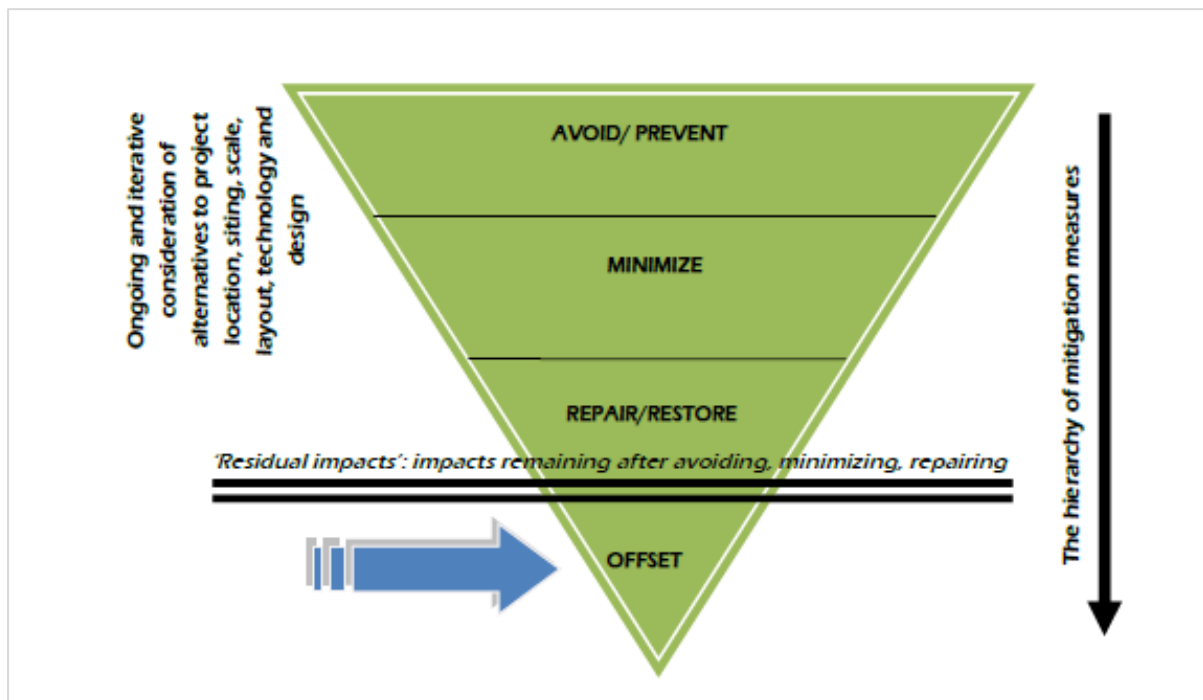 Ongoing and iterative
consideration of
alternatives to project
location, siting, scale,
layout, technology and
design
AVOID/ PREVENT
MINIMIZE
REPAIR/RESTORE
'Residual impacts': impacts remaining after avoiding, minimizing, repairing
OFFSET
The hierarchy of mitigation measures